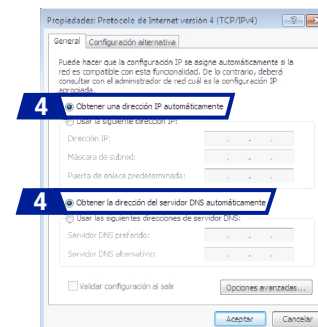 Propiedades: Protocolo de Internet versión 4 (TCP/IPv4)
General
Configuración alternativa
Puede hacer que la configuración IP se asigne automáticamente si la
red es compatible con esta funcionalidad. De lo contrario, deberá
consultar con el administrador de red cuál es la configuración IP
apropiada.
4
Obtener una dirección IP automáticamente
Usar la siguiente dirección IP:
Dirección IP:
Máscara de subred:
Puerta de enlace predeterminada:
4
Obtener la dirección del servidor DNS automáticamente
Usar las siguientes direcciones de servidor DNS:
Servidor DNS preferido:
Servidor DNS alternativo:
Validar configuración al salir
Opciones avanzadas...
Aceptar
Cancelar